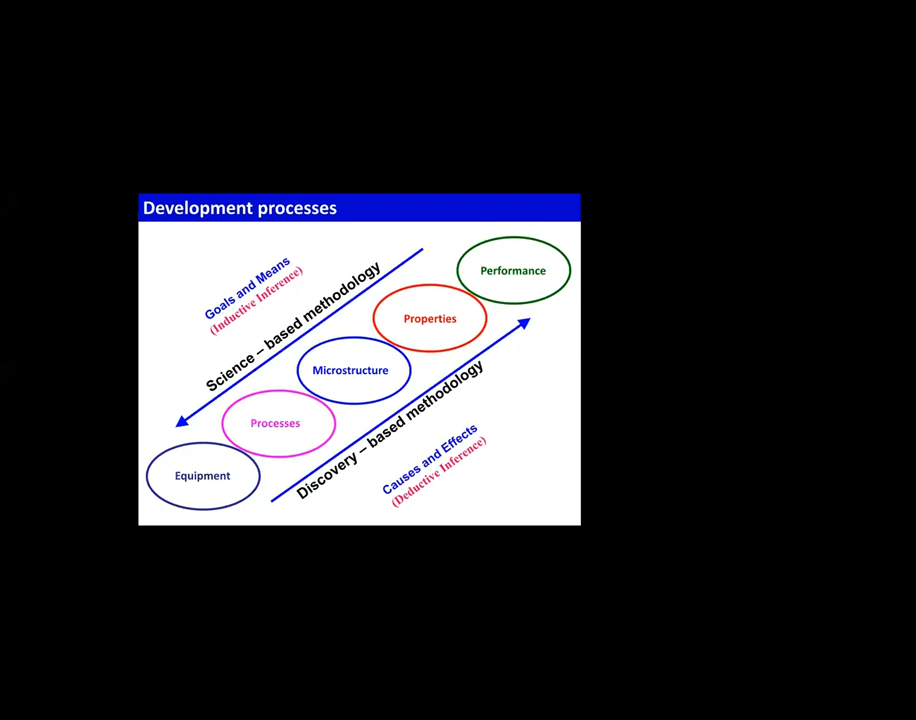 Development processes
Performance
Goals and Means
(Inductive Inference)
Science – based methodology
Properties
Microstructure
Discovery – based methodology
Processes
Causes and Effects
(Deductive Inference)
Equipment